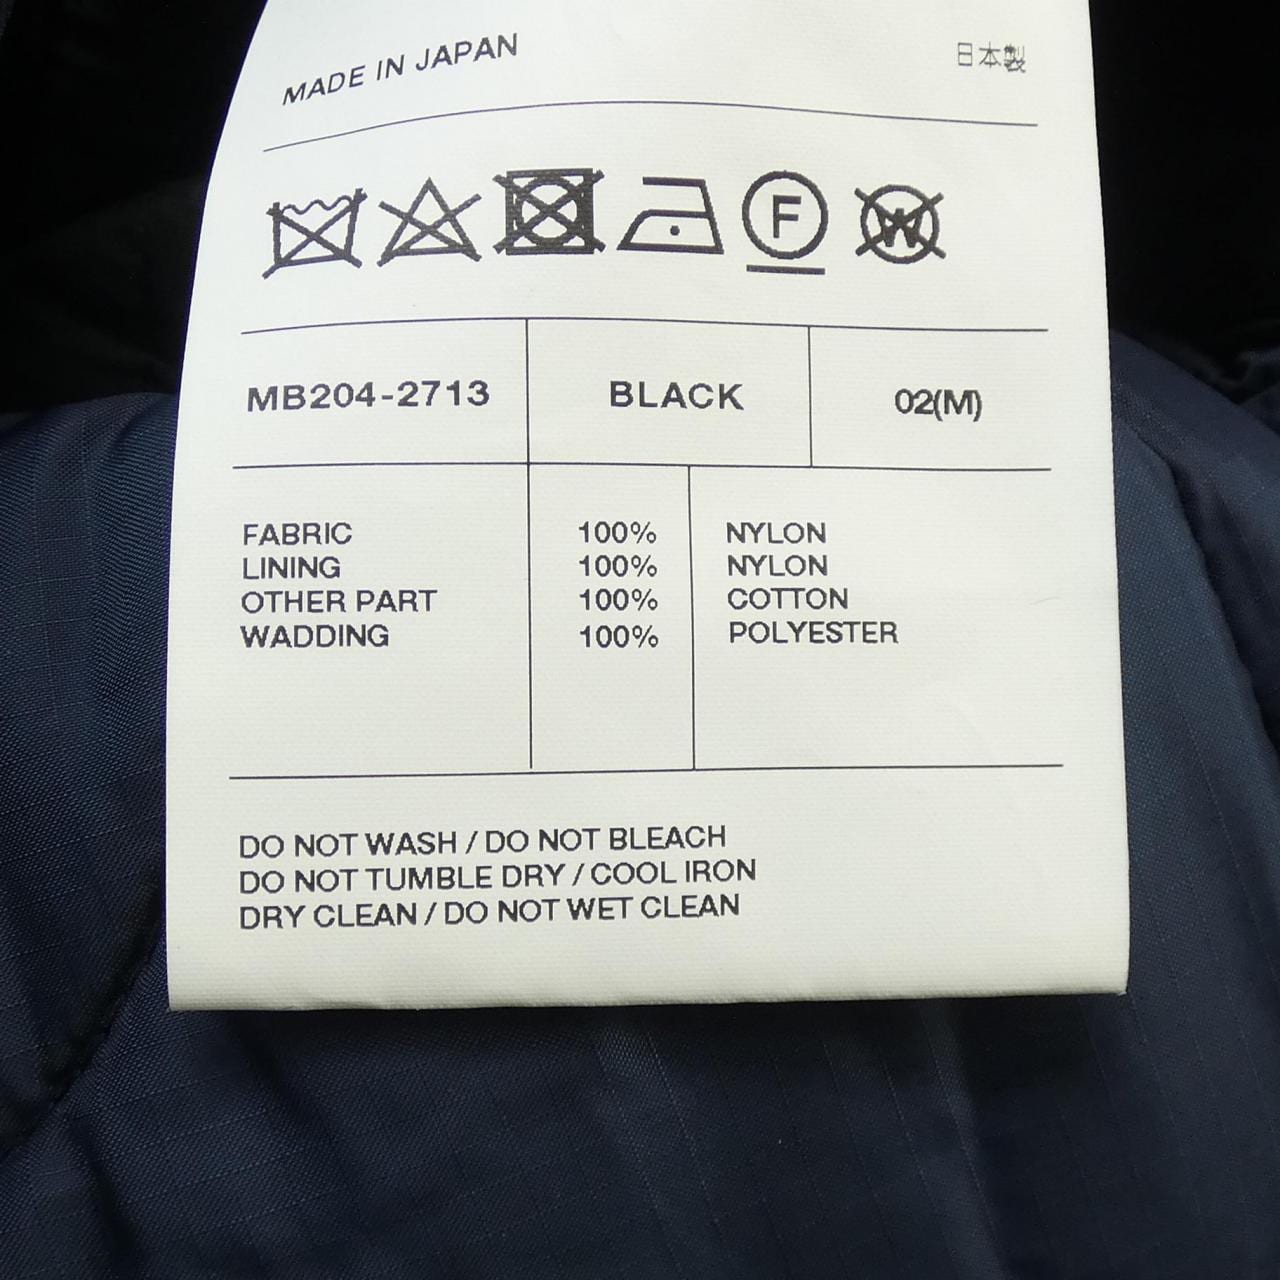 MADE IN JAPAN 日本製
F W
MB204-2713 BLACK 02(M)
FABRIC 100% NYLON
LINING 100% NYLON
OTHER PART 100% COTTON
WADDING 100% POLYESTER
DO NOT WASH / DO NOT BLEACH
DO NOT TUMBLE DRY / COOL IRON
DRY CLEAN / DO NOT WET CLEAN